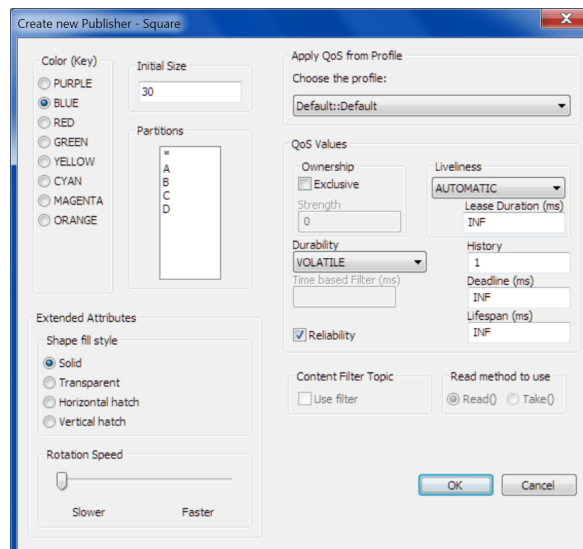 Create new Publisher - Square
Color (Key)
PURPLE
BLUE
RED
GREEN
YELLOW
CYAN
MAGENTA
ORANGE
Initial Size
30
Partitions
*
A
B
C
D
Apply QoS from Profile
Choose the profile:
Default::Default
QoS Values
Ownership
Exclusive
Strength
0
Liveliness
AUTOMATIC
Lease Duration (ms)
INF
Durability
VOLATILE
Time based Filter (ms)
Reliability
History
1
Deadline (ms)
INF
Lifespan (ms)
INF
Extended Attributes
Shape fill style
Solid
Transparent
Horizontal hatch
Vertical hatch
Rotation Speed
Slower Faster
Content Filter Topic
Use filter
Read method to use
Read() Take()
OK Cancel